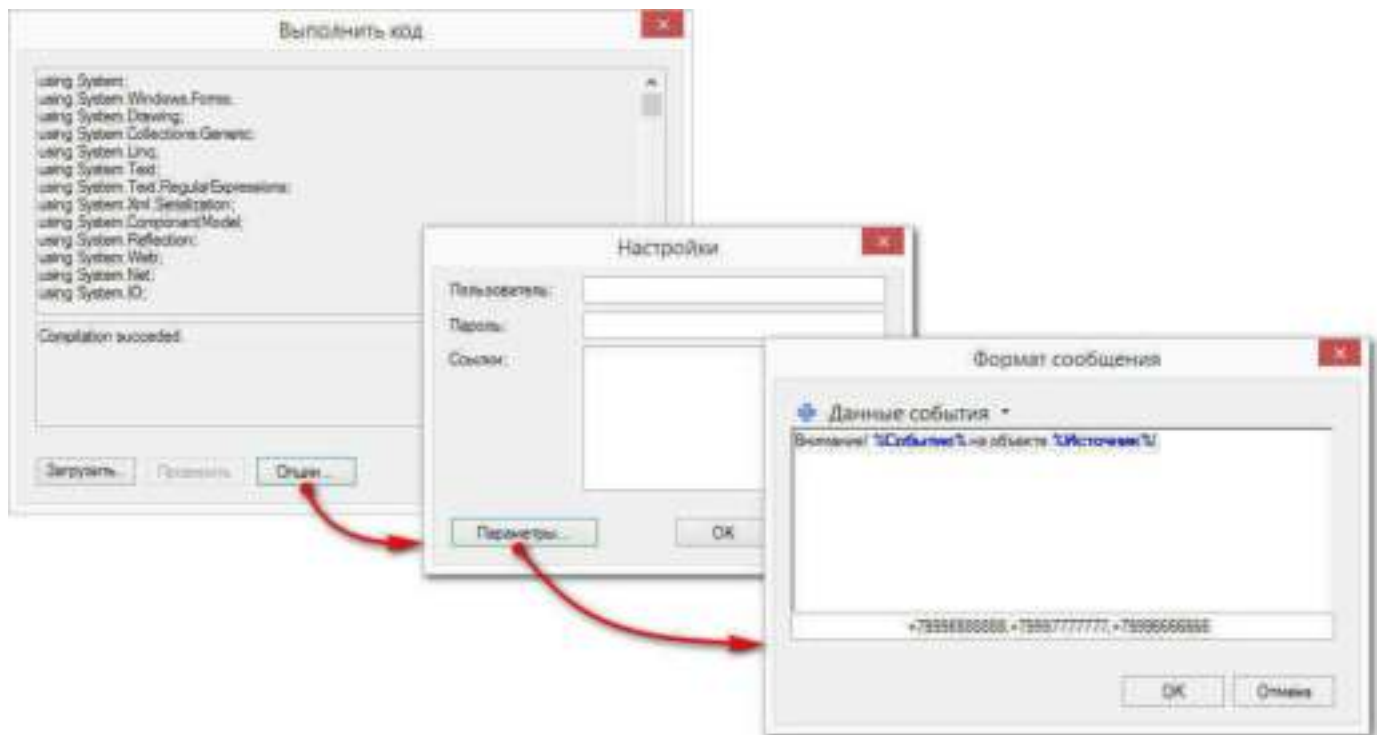 Выполнить код
using System;
using System.Windows.Forms;
using System.Drawing;
using System.Collections.Generic;
using System.Linq;
using System.Text;
using System.Text.RegularExpressions;
using System.Xml.Serialization;
using System.ComponentModel;
using System.Reflection;
using System.Web;
using System.Net;
using System.IO;
Compilation succeeded.
Загрузить...
Проверить
Опции...
Настройки
Пользователь:
Пароль:
Ссылки:
Параметры...
OK
Формат сообщения
Данные события
Внимание! %Событие% на объекте %Источник%!
OK
Отмена